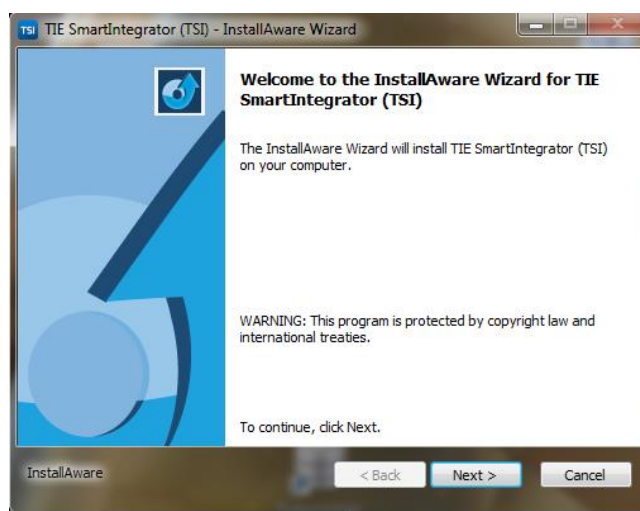 TSI TIE SmartIntegrator (TSI) - InstallAware Wizard
Welcome to the InstallAware Wizard for TIE
SmartIntegrator (TSI)
The InstallAware Wizard will install TIE SmartIntegrator (TSI)
on your computer.
WARNING: This program is protected by copyright law and
international treaties.
To continue, click Next.
InstallAware
< Back Next > Cancel